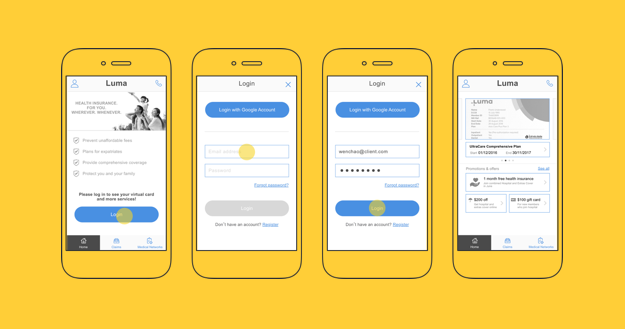 Luma
HEALTH INSURANCE.
FOR YOU.
WHEREVER. WHENEVER.
Prevent unaffordable fees
Plans for expatriates
Provide comprehensive coverage
Protect you and your family
Please log in to see your virtual card
and more services!
Login
Home
Claims
Medical Networks
Login
Login with Google Account
Email address
Password
Forgot password?
Login
Don't have an account? Register
Login
Login with Google Account
wenchao@client.com
Forgot password?
Login
Don't have an account? Register
Luma
Luma
UltraCare Comprehensive Plan
Start 01/12/2016 End 30/11/2017
Promotions & offers
See all
1 month free health insurance
$200 off
$100 gift card
Home
Claims
Medical Networks